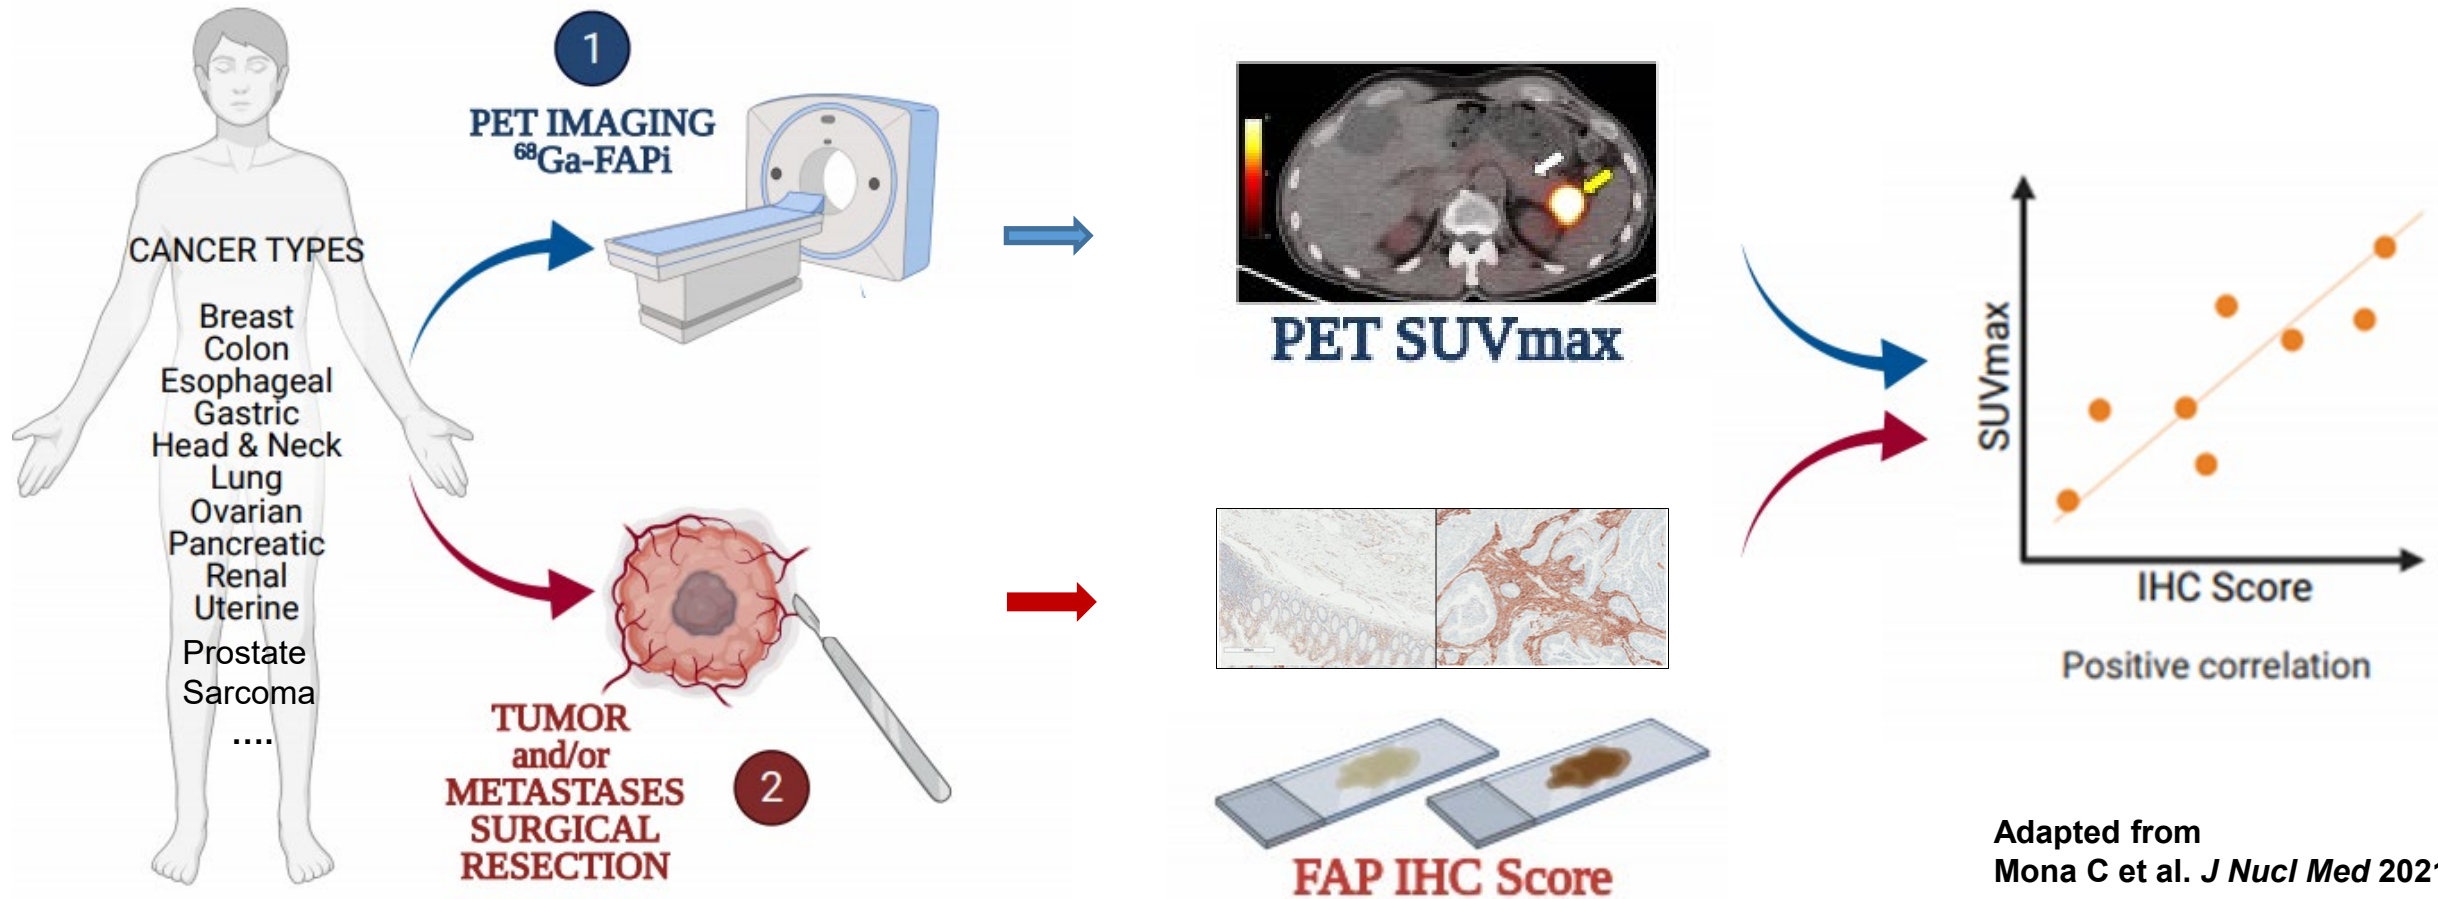 1
PET IMAGING
⁶⁸Ga-FAPi
CANCER TYPES
Breast
Colon
Esophageal
Gastric
Head & Neck
Lung
Ovarian
Pancreatic
Renal
Uterine
Prostate
Sarcoma
....
TUMOR
and/or
METASTASES
SURGICAL
RESECTION
2
PET SUVmax
FAP IHC Score
SUVmax
IHC Score
Positive correlation
Adapted from
Mona C et al. J Nucl Med 202